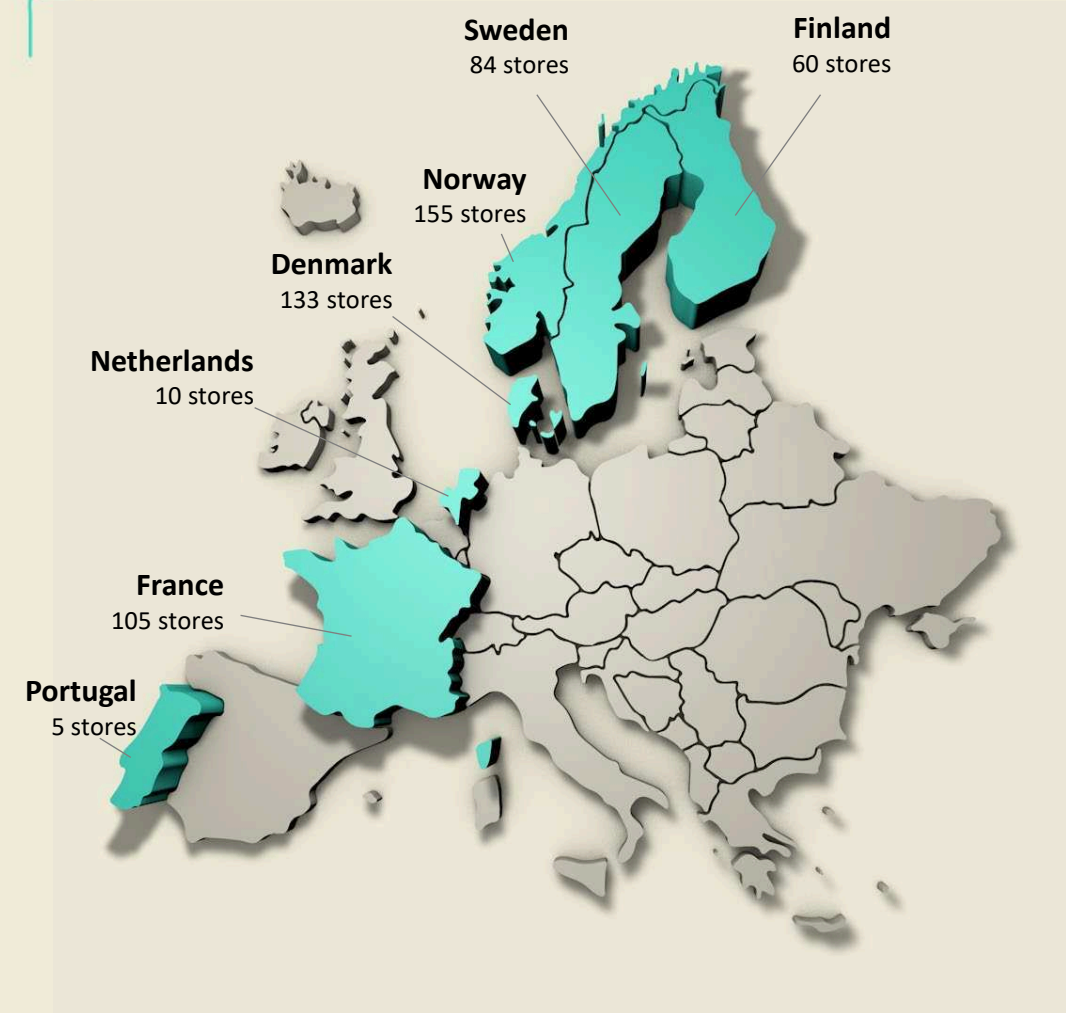 Sweden
84 stores
Finland
60 stores
Norway
155 stores
Denmark
133 stores
Netherlands
10 stores
France
105 stores
Portugal
5 stores